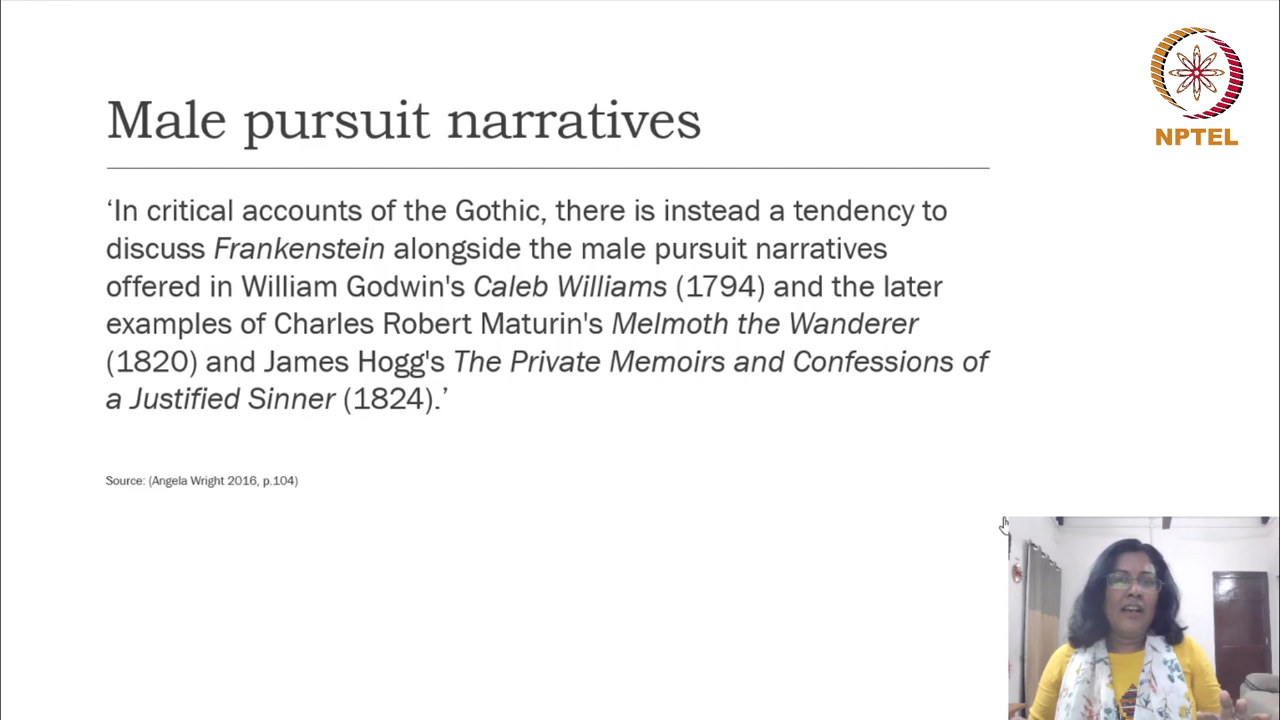 NPTEL
Male pursuit narratives
‘In critical accounts of the Gothic, there is instead a tendency to
discuss Frankenstein alongside the male pursuit narratives
offered in William Godwin's Caleb Williams (1794) and the later
examples of Charles Robert Maturin's Melmoth the Wanderer
(1820) and James Hogg's The Private Memoirs and Confessions of
a Justified Sinner (1824).’
Source: (Angela Wright 2016, p.104)